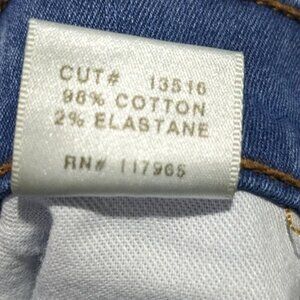 CUT# 13516
98% COTTON
2% ELASTANE
RN# 117965